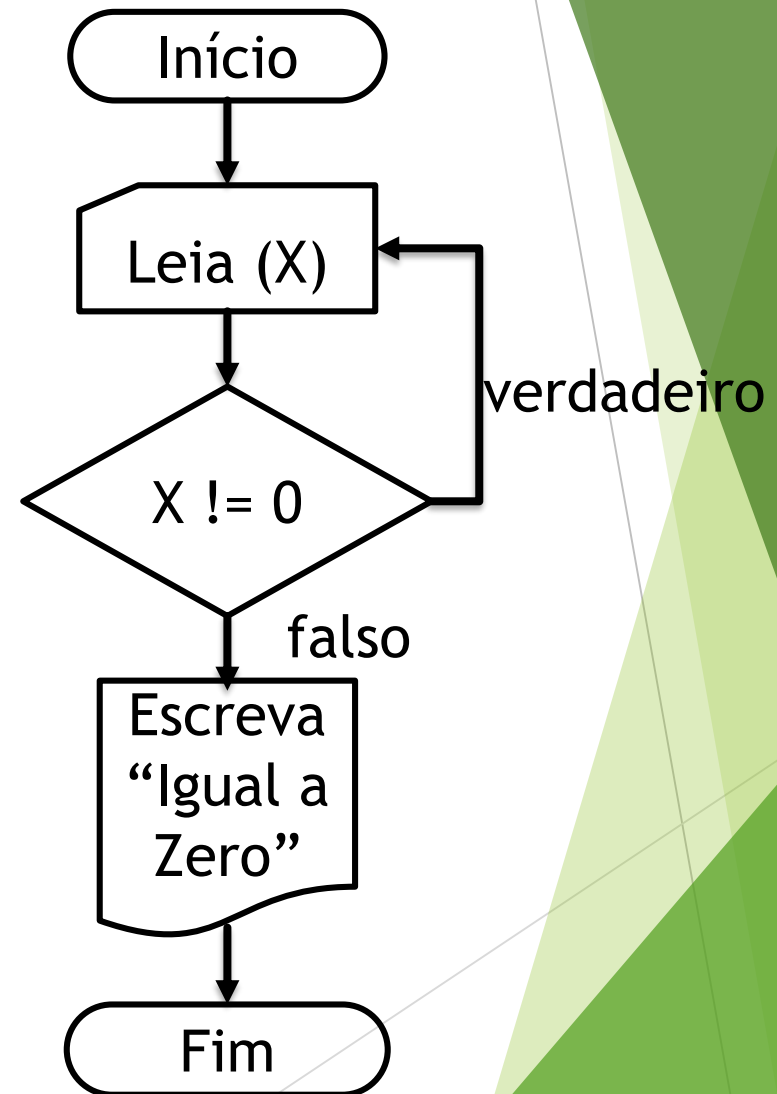 Início
Leia (X)
verdadeiro
X != 0
falso
Escreva
“Igual a
Zero”
Fim